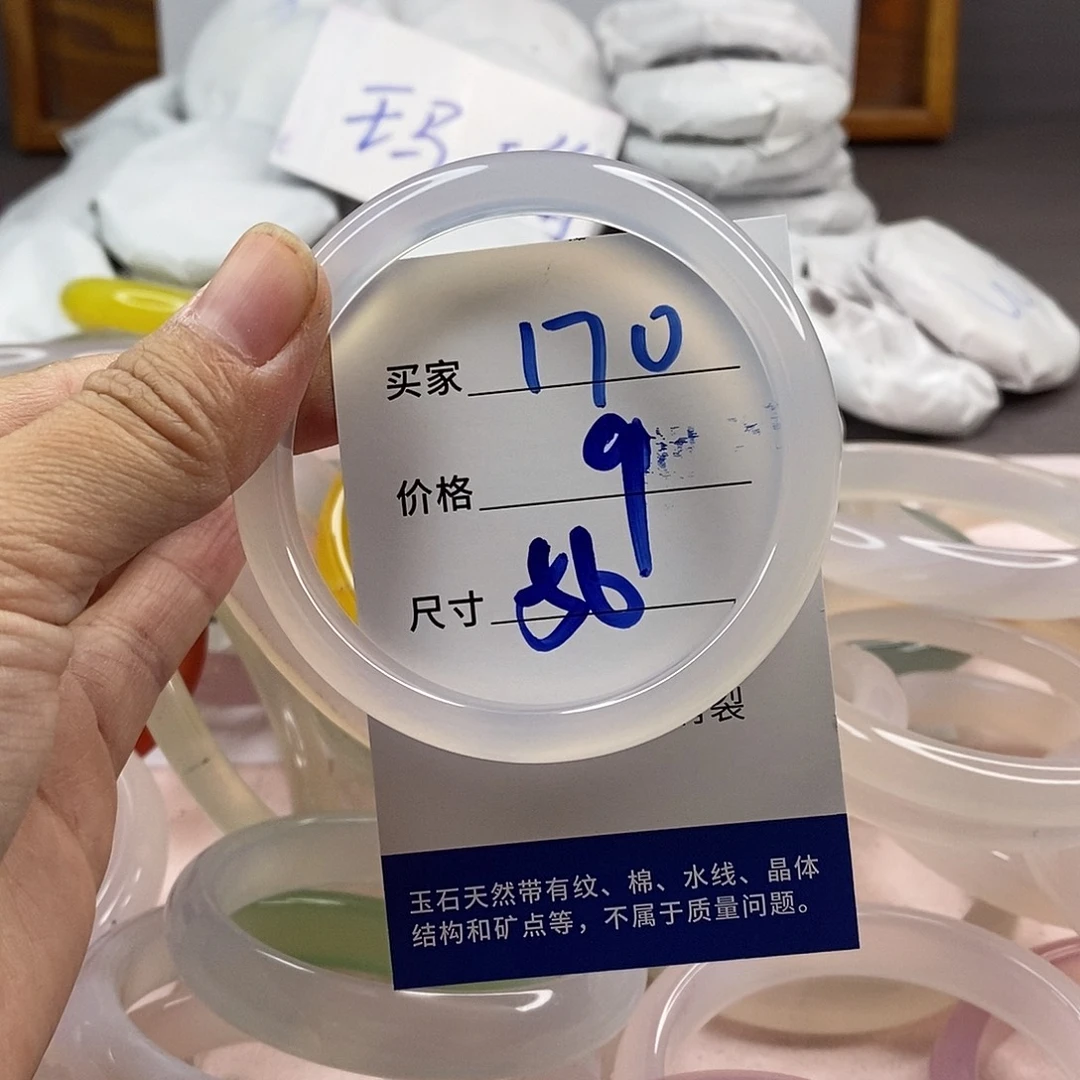 买家 170
价格 9
尺寸 56
裂
玉石天然带有纹、棉、水线、晶体
结构和矿点等，不属于质量问题。